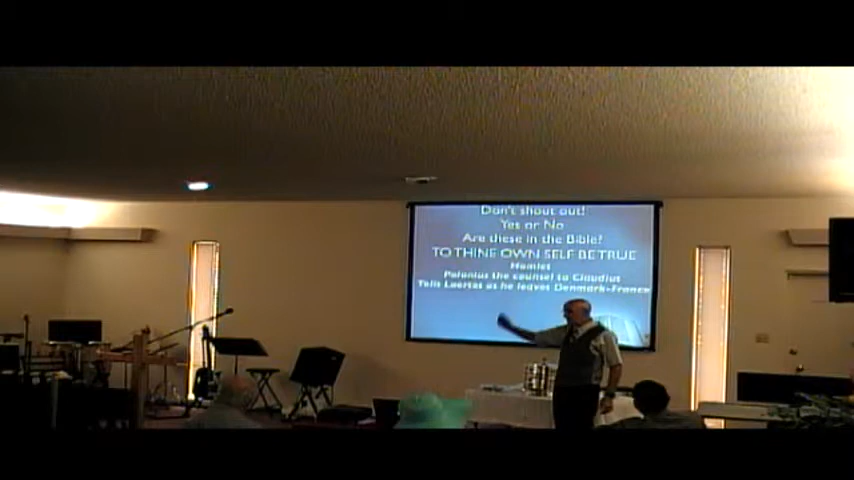 Don't shout out!
Yes or No
Are these in the Bible?
TO THINE OWN SELF BE TRUE
Hamlet
Polonius the counsel to Claudius
Tells Laertes as he leaves Denmark-France